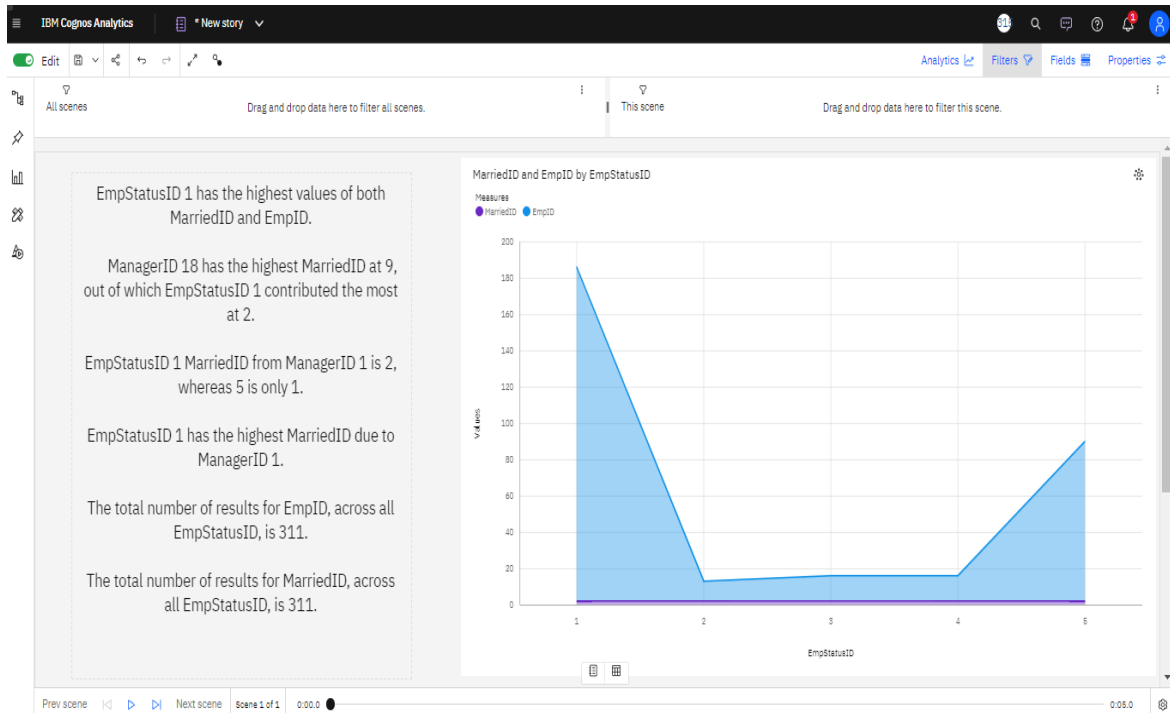 IBM Cognos Analytics
* New story
1
Edit
Analytics
Filters
Fields
Properties
All scenes
Drag and drop data here to filter all scenes.
This scene
Drag and drop data here to filter this scene.
EmpStatusID 1 has the highest values of both
MarriedID and EmpID.
ManagerID 18 has the highest MarriedID at 9,
out of which EmpStatusID 1 contributed the most
at 2.
EmpStatusID 1 MarriedID from ManagerID 1 is 2,
whereas 5 is only 1.
EmpStatusID 1 has the highest MarriedID due to
ManagerID 1.
The total number of results for EmpID, across all
EmpStatusID, is 311.
The total number of results for MarriedID, across
all EmpStatusID, is 311.
MarriedID and EmpID by EmpStatusID
Measures
MarriedID EmpID
200
180
160
140
120
100
80
60
40
20
0
Values
1 2 3 4 5
EmpStatusID
Prev scene
Next scene
Scene 1 of 1
0:00.0
0:05.0